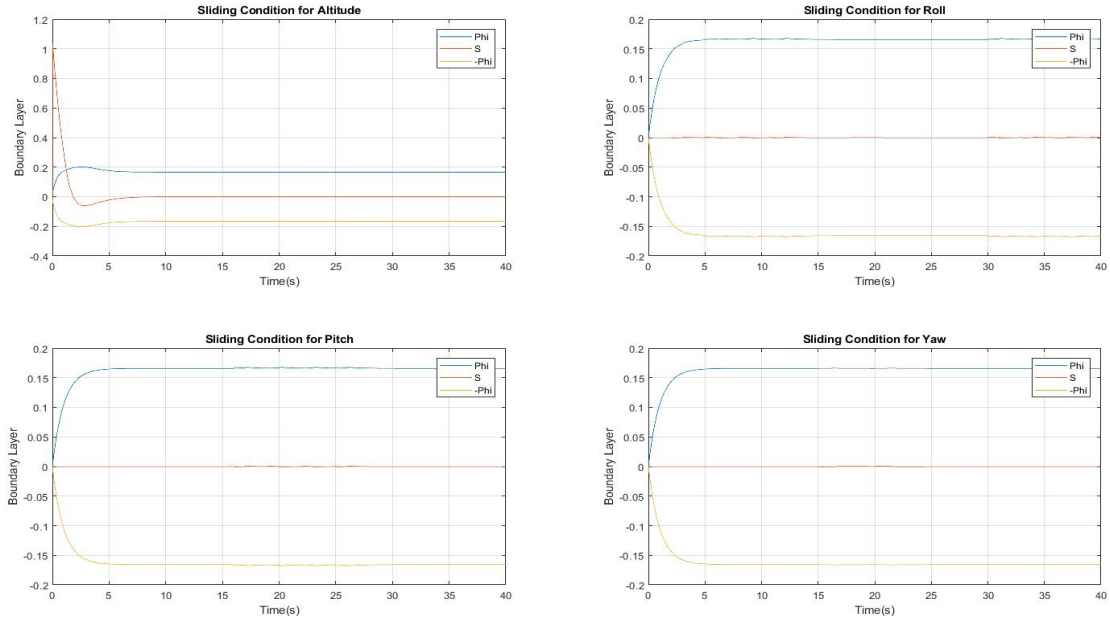 Sliding Condition for Altitude
1.2
1
0.8
0.6
0.4
0.2
0
-0.2
-0.4
Boundary Layer
Phi
S
-Phi
0 5 10 15 20 25 30 35 40
Time(s)
Sliding Condition for Roll
0.2
0.15
0.1
0.05
0
-0.05
-0.1
-0.15
-0.2
Boundary Layer
Phi
S
-Phi
0 5 10 15 20 25 30 35 40
Time(s)
Sliding Condition for Pitch
0.2
0.15
0.1
0.05
0
-0.05
-0.1
-0.15
-0.2
Boundary Layer
Phi
S
-Phi
0 5 10 15 20 25 30 35 40
Time(s)
Sliding Condition for Yaw
0.2
0.15
0.1
0.05
0
-0.05
-0.1
-0.15
-0.2
Boundary Layer
Phi
S
-Phi
0 5 10 15 20 25 30 35 40
Time(s)